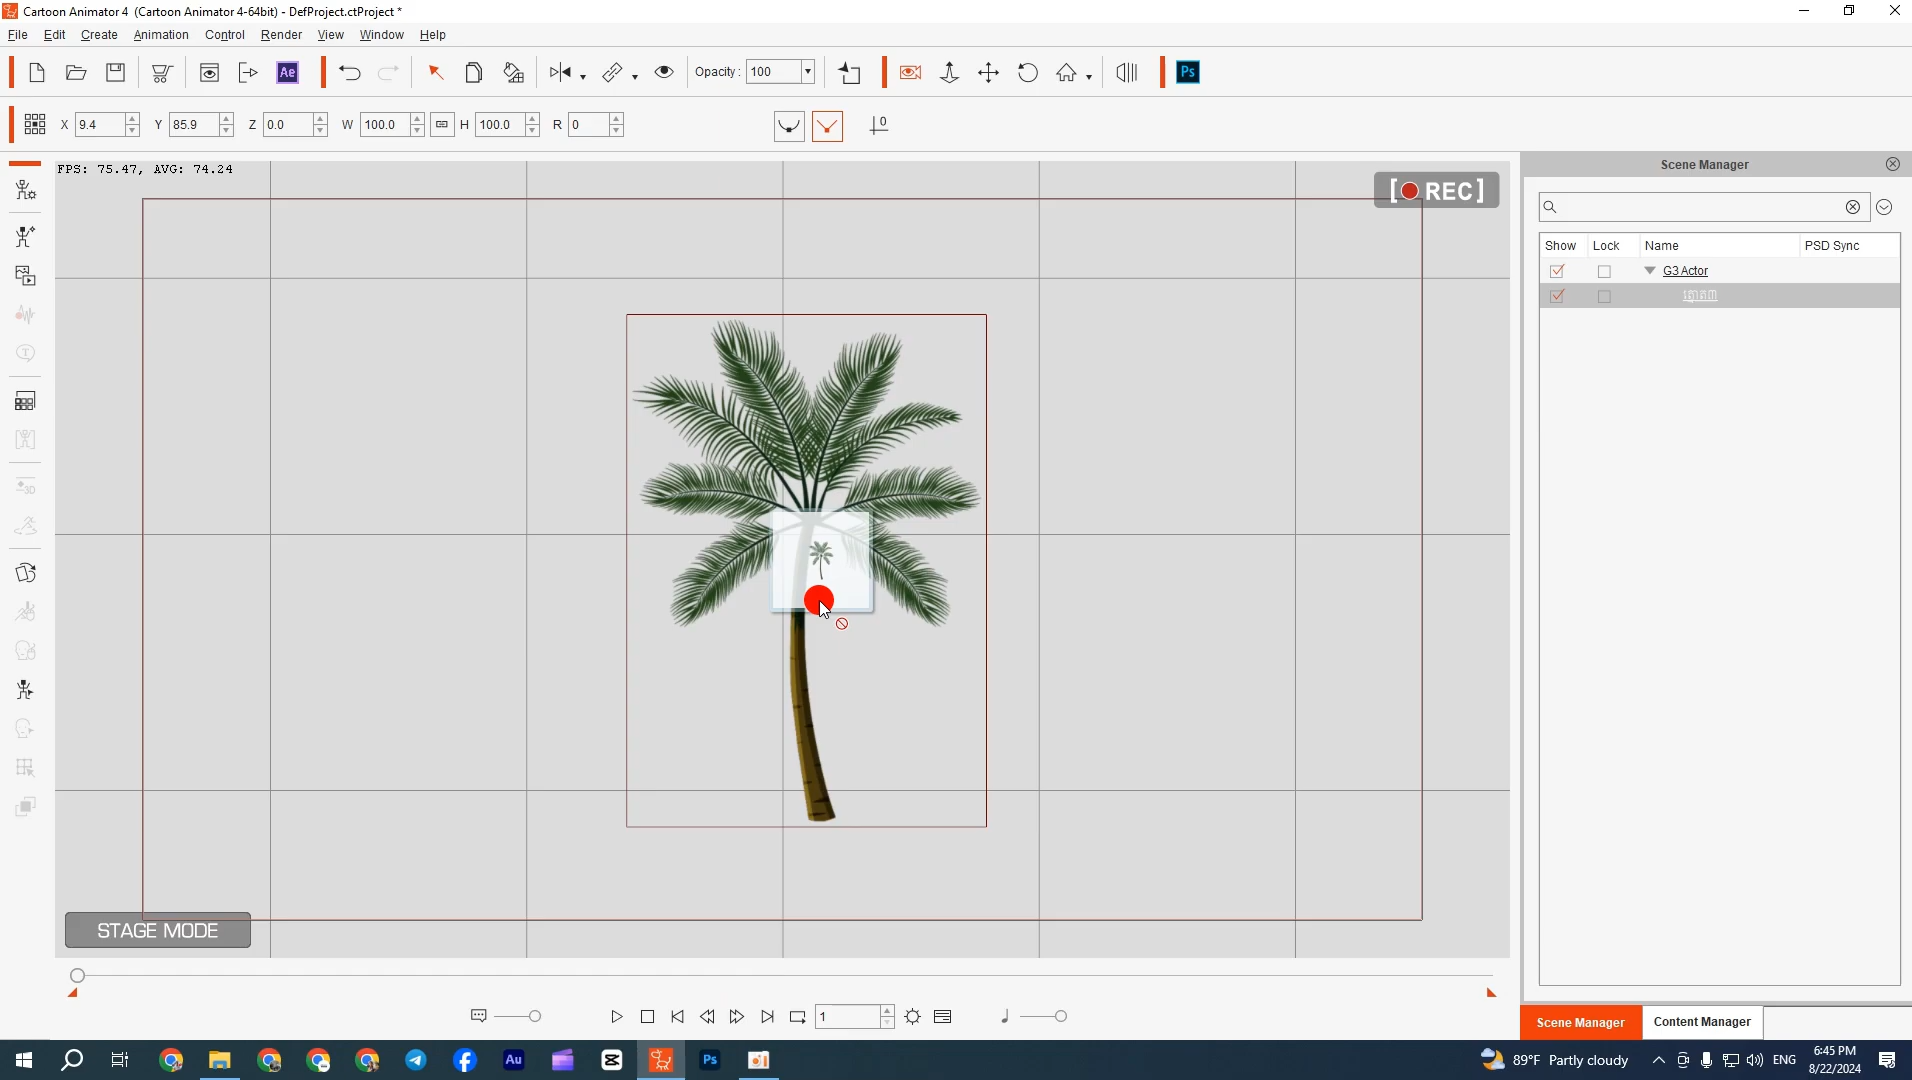 Cartoon Animator 4 (Cartoon Animator 4-64bit) - DefProject.ctProject *
File Edit Create Animation Control Render View Window Help
Ae
Opacity : 100
Ps
X 9.4 Y 85.9 Z 0.0 W 100.0 H 100.0 R 0
0
FPS: 75.47, AVG: 74.24
[● REC]
Scene Manager
Show Lock Name PSD Sync
G3 Actor
STAGE MODE
1
Scene Manager Content Manager
Au
Ps
89°F Partly cloudy
ENG
6:45 PM
8/22/2024